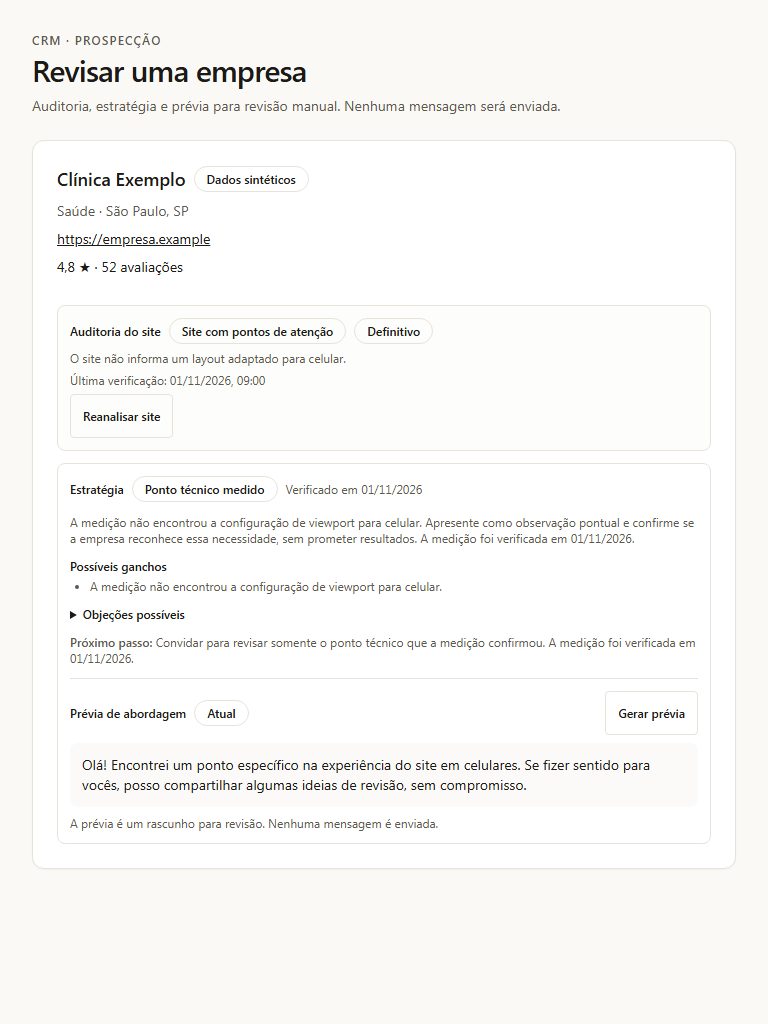 CRM · PROSPECÇÃO
Revisar uma empresa
Auditoria, estratégia e prévia para revisão manual. Nenhuma mensagem será enviada.
Clínica Exemplo Dados sintéticos
Saúde · São Paulo, SP
https://empresa.example
4,8 ★ · 52 avaliações
Auditoria do site Site com pontos de atenção Definitivo
O site não informa um layout adaptado para celular.
Última verificação: 01/11/2026, 09:00
Reanalisar site
Estratégia Ponto técnico medido Verificado em 01/11/2026
A medição não encontrou a configuração de viewport para celular. Apresente como observação pontual e confirme se
a empresa reconhece essa necessidade, sem prometer resultados. A medição foi verificada em 01/11/2026.
Possíveis ganchos
• A medição não encontrou a configuração de viewport para celular.
▶ Objeções possíveis
Próximo passo: Convidar para revisar somente o ponto técnico que a medição confirmou. A medição foi verificada em
01/11/2026.
Prévia de abordagem Atual Gerar prévia
Olá! Encontrei um ponto específico na experiência do site em celulares. Se fizer sentido para
vocês, posso compartilhar algumas ideias de revisão, sem compromisso.
A prévia é um rascunho para revisão. Nenhuma mensagem é enviada.